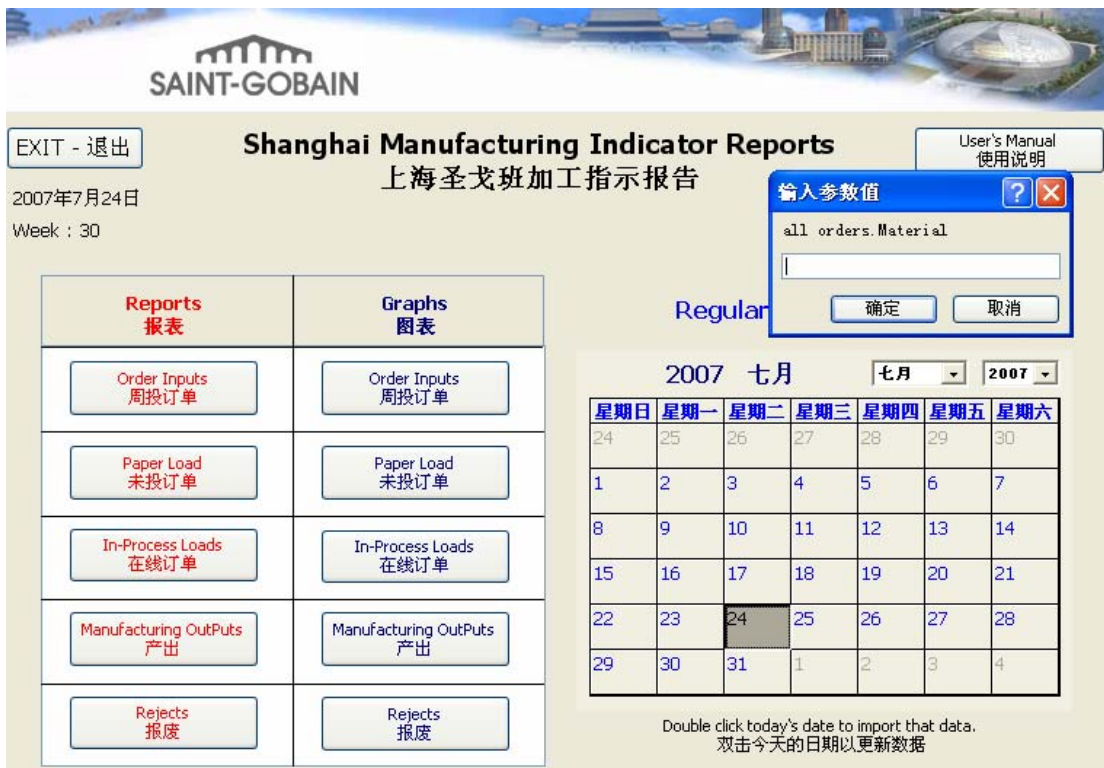 SAINT-GOBAIN
EXIT - 退出
Shanghai Manufacturing Indicator Reports
上海圣戈班加工指示报告
User's Manual
使用说明
2007年7月24日
Week : 30
输入参数值
all orders.Material
确定 取消
Reports
报表
Graphs
图表
Regular
Order Inputs
周投订单
Order Inputs
周投订单
Paper Load
未投订单
Paper Load
未投订单
In-Process Loads
在线订单
In-Process Loads
在线订单
Manufacturing OutPuts
产出
Manufacturing OutPuts
产出
Rejects
报废
Rejects
报废
2007 七月 七月 2007
星期日 星期一 星期二 星期三 星期四 星期五 星期六
24 25 26 27 28 29 30
1 2 3 4 5 6 7
8 9 10 11 12 13 14
15 16 17 18 19 20 21
22 23 24 25 26 27 28
29 30 31 1 2 3 4
Double click today's date to import that data.
双击今天的日期以更新数据